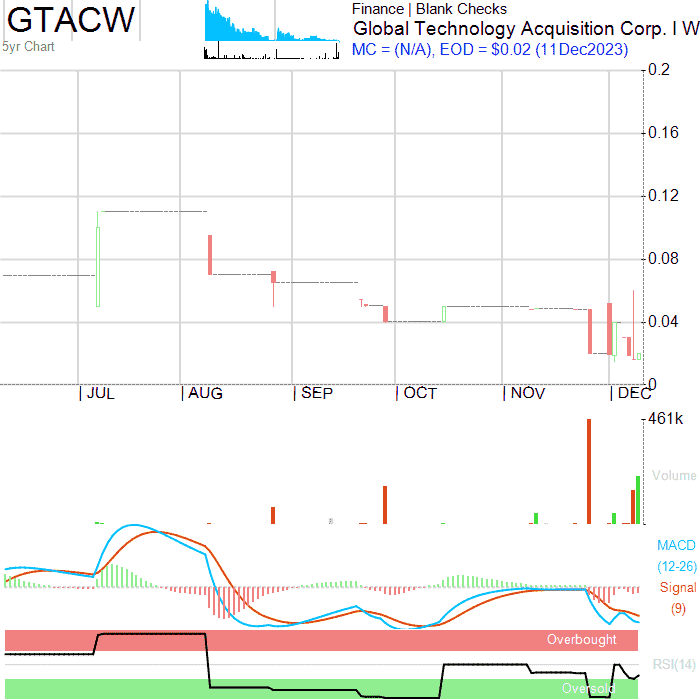 GTACW
5yr Chart
Finance | Blank Checks
Global Technology Acquisition Corp. I W
MC = (N/A), EOD = $0.02 (11Dec2023)
0.2
0.16
0.12
0.08
0.04
0
| JUL | AUG | SEP | OCT | NOV | DEC
461k
Volume
MACD
(12-26)
Signal
(9)
Overbought
RSI(14)
Oversold